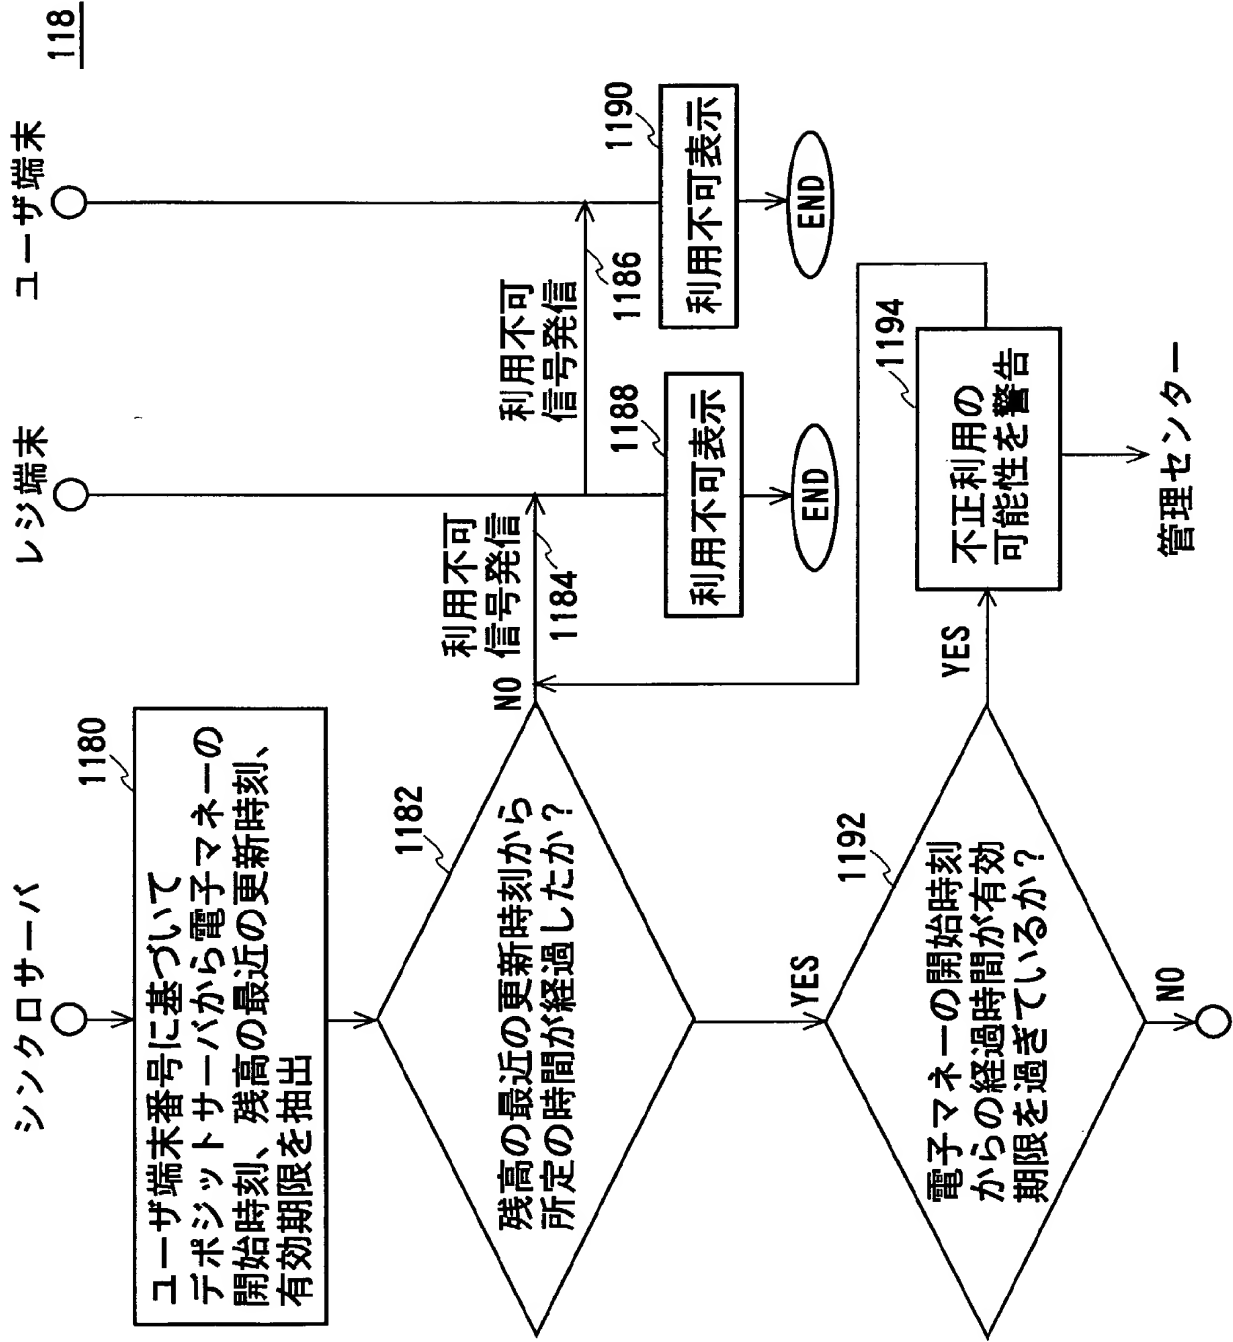 118
シンクロサーバ
レジ端末
ユーザ端末
1180
ユーザ端末番号に基づいて
デポジットサーバから電子マネーの
開始時刻、残高の最近の更新時刻、
有効期限を抽出
1182
残高の最近の更新時刻から
所定の時間が経過したか？
NO
利用不可
信号発信
1184
利用不可
信号発信
1186
1188
利用不可表示
END
1190
利用不可表示
END
YES
1192
電子マネーの開始時刻
からの経過時間が有効
期限を過ぎているか？
YES
1194
不正利用の
可能性を警告
管理センター
NO